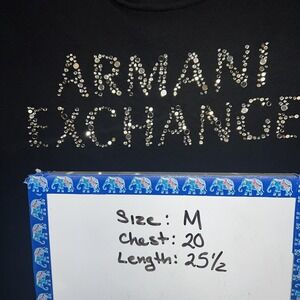 ARMANI
EXCHANGE
Size: M
Chest: 20
Length: 25½